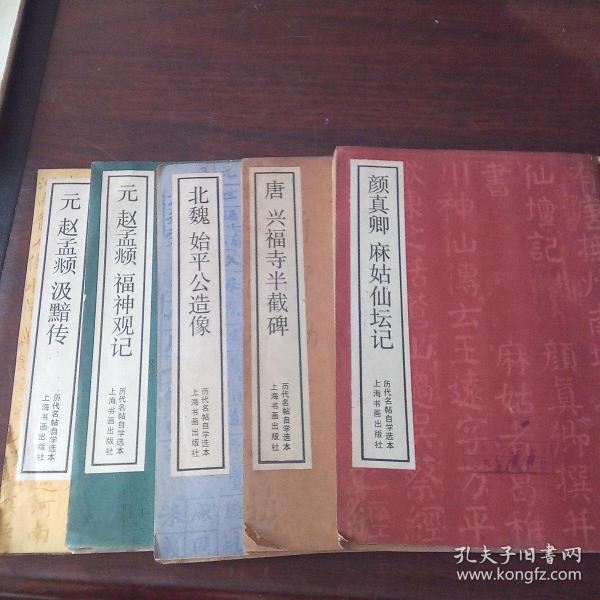 元 赵孟頫 汲黯传
历代名帖自学选本
上海书画出版社
元 赵孟頫 福神观记
历代名帖自学选本
上海书画出版社
北魏 始平公造像
历代名帖自学选本
上海书画出版社
唐 兴福寺半截碑
历代名帖自学选本
上海书画出版社
颜真卿 麻姑仙坛记
历代名帖自学选本
上海书画出版社
孔夫子旧书网
www.kongfz.com